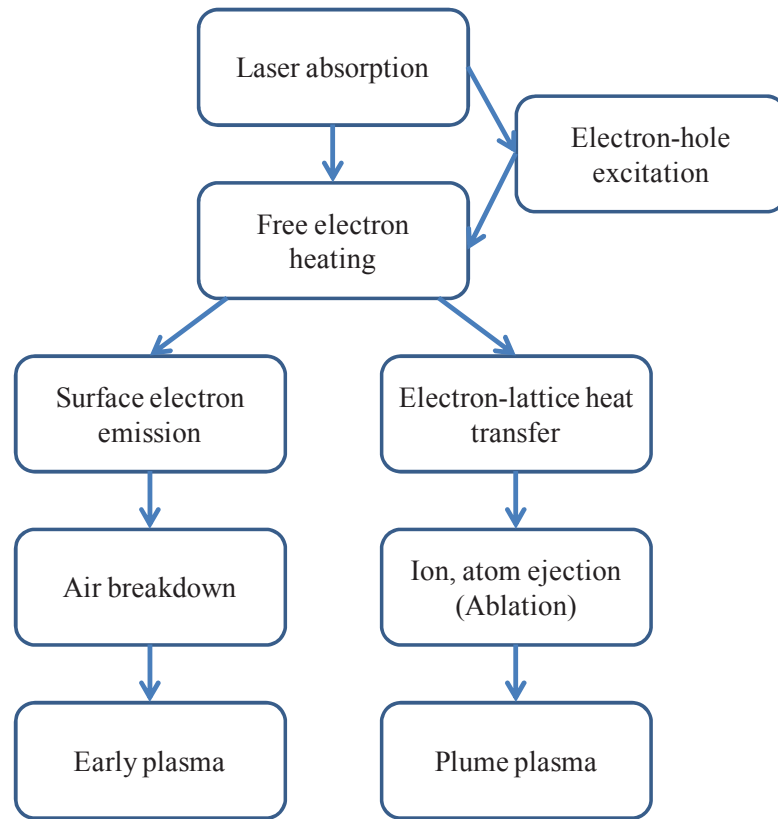 Laser absorption
Electron-hole
excitation
Free electron
heating
Surface electron
emission
Electron-lattice heat
transfer
Air breakdown
Ion, atom ejection
(Ablation)
Early plasma
Plume plasma